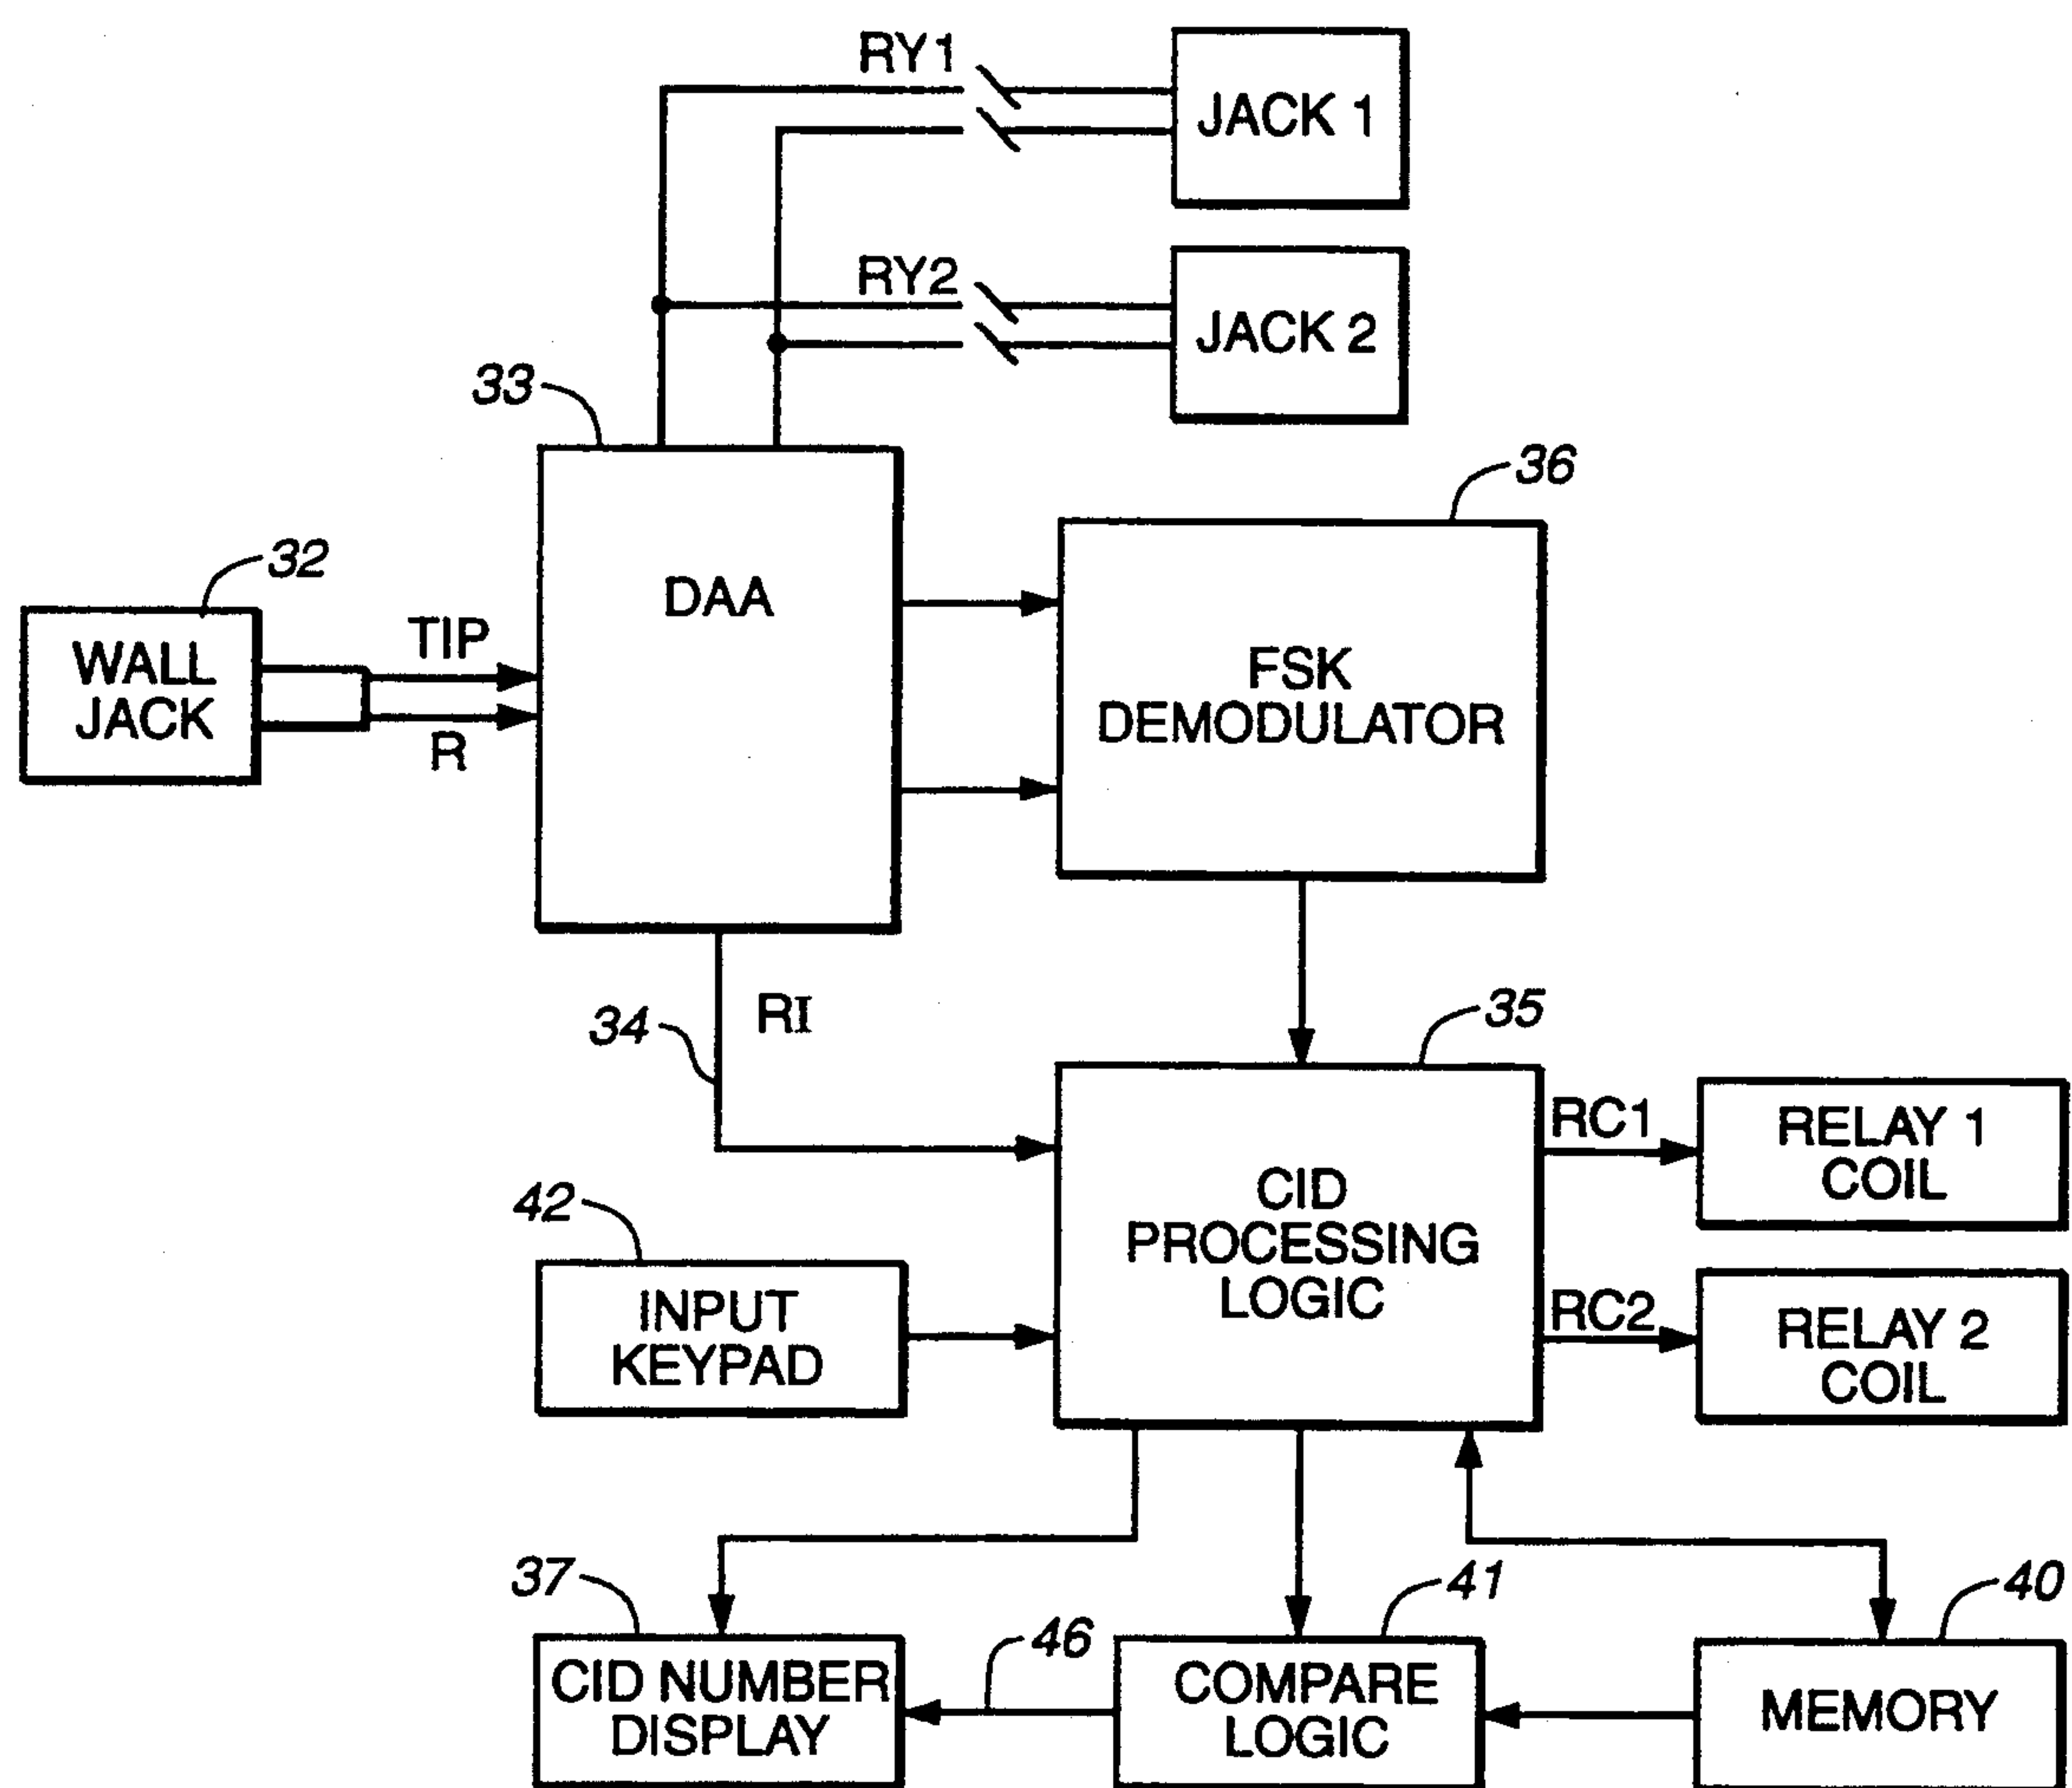 RY1
JACK 1
RY2
JACK 2
33
36
32
WALL
JACK
TIP
R
DAA
FSK
DEMODULATOR
34
RI
35
CID
PROCESSING
LOGIC
RC1
RELAY 1
COIL
42
INPUT
KEYPAD
RC2
RELAY 2
COIL
37
CID NUMBER
DISPLAY
46
41
COMPARE
LOGIC
40
MEMORY